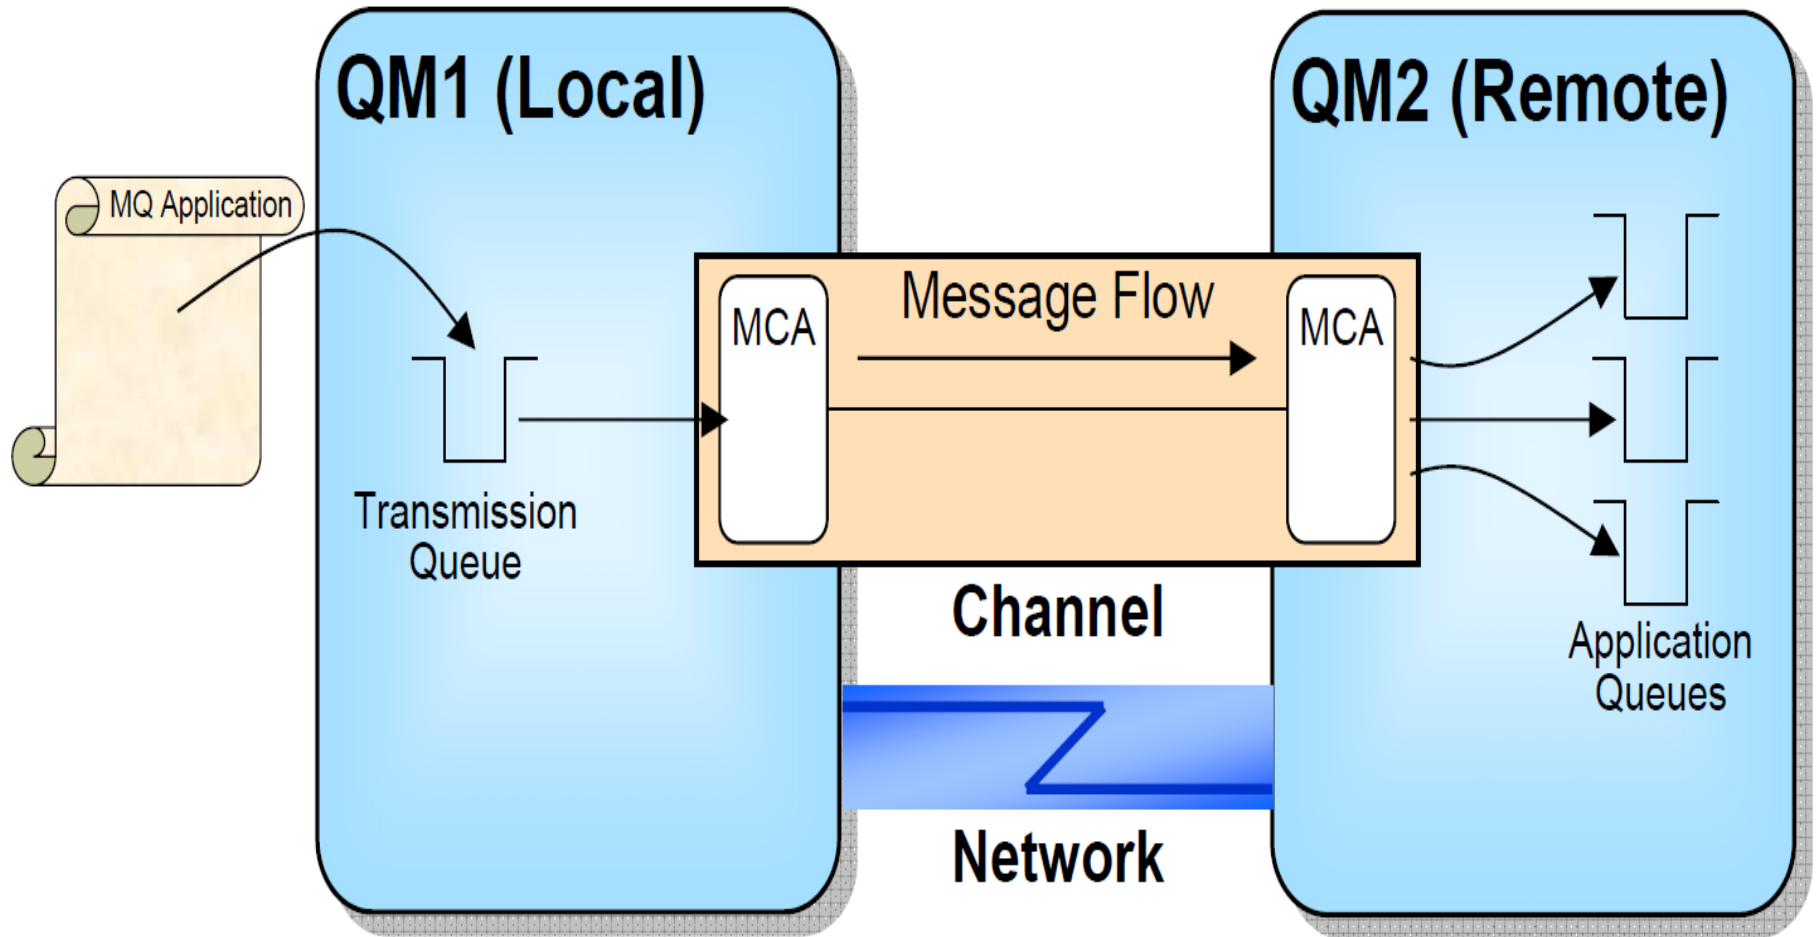 QM1 (Local)
QM2 (Remote)
MQ Application
Message Flow
MCA
MCA
Transmission
Queue
Channel
Application
Queues
Network